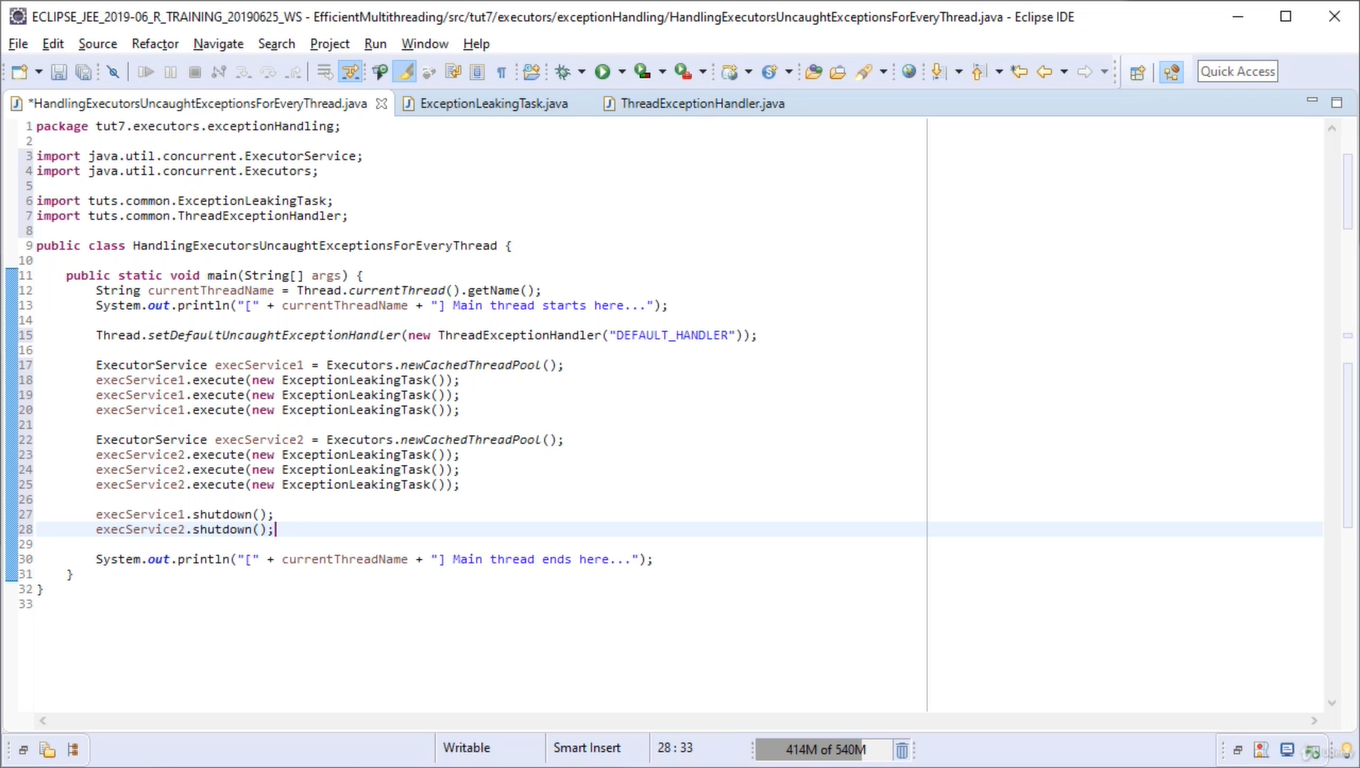 ECLIPSE_JEE_2019-06_R_TRAINING_20190625_WS - EfficientMultithreading/src/tut7/executors/exceptionHandling/HandlingExecutorsUncaughtExceptionsForEveryThread.java - Eclipse IDE
File Edit Source Refactor Navigate Search Project Run Window Help
Quick Access
*HandlingExecutorsUncaughtExceptionsForEveryThread.java ExceptionLeakingTask.java ThreadExceptionHandler.java
1 package tut7.executors.exceptionHandling;
2
3 import java.util.concurrent.ExecutorService;
4 import java.util.concurrent.Executors;
5
6 import tuts.common.ExceptionLeakingTask;
7 import tuts.common.ThreadExceptionHandler;
8
9 public class HandlingExecutorsUncaughtExceptionsForEveryThread {
10
11 public static void main(String[] args) {
12 String currentThreadName = Thread.currentThread().getName();
13 System.out.println("[" + currentThreadName + "] Main thread starts here...");
14
15 Thread.setDefaultUncaughtExceptionHandler(new ThreadExceptionHandler("DEFAULT_HANDLER"));
16
17 ExecutorService execService1 = Executors.newCachedThreadPool();
18 execService1.execute(new ExceptionLeakingTask());
19 execService1.execute(new ExceptionLeakingTask());
20 execService1.execute(new ExceptionLeakingTask());
21
22 ExecutorService execService2 = Executors.newCachedThreadPool();
23 execService2.execute(new ExceptionLeakingTask());
24 execService2.execute(new ExceptionLeakingTask());
25 execService2.execute(new ExceptionLeakingTask());
26
27 execService1.shutdown();
28 execService2.shutdown();
29
30 System.out.println("[" + currentThreadName + "] Main thread ends here...");
31 }
32 }
33
Writable Smart Insert 28 : 33 414M of 540M